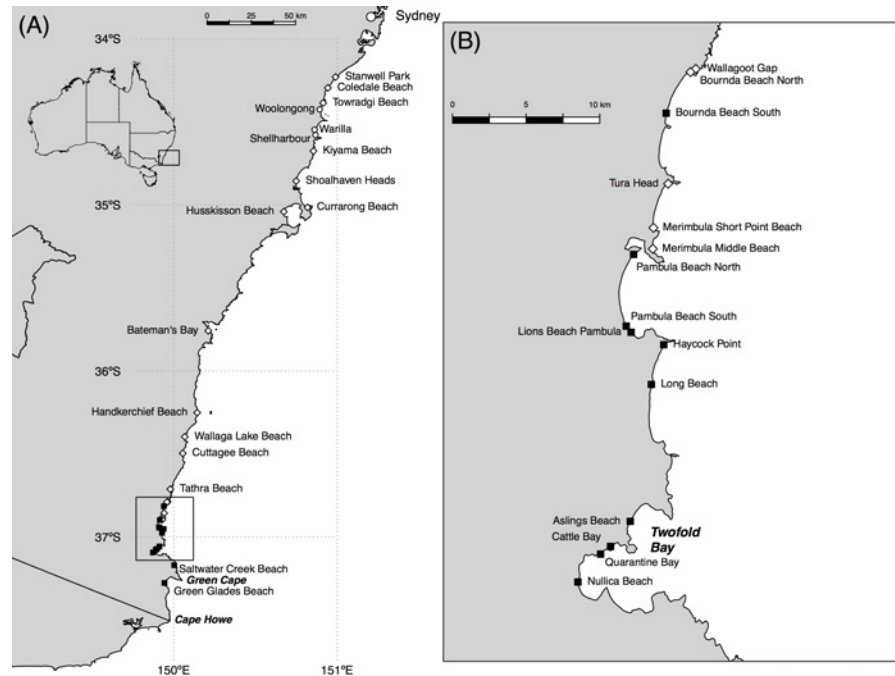 (A)
0 25 50 km
Sydney
34°S
Stanwell Park
Coledale Beach
Towradgi Beach
Woolongong
Warilla
Shellharbour
Kiyama Beach
Shoalhaven Heads
35°S
Husskisson Beach
Currarong Beach
Bateman's Bay
36°S
Handkerchief Beach
Wallaga Lake Beach
Cuttagee Beach
Tathra Beach
37°S
Saltwater Creek Beach
Green Cape
Green Glades Beach
Cape Howe
150°S
151°S
(B)
Wallagoot Gap
Bournda Beach North
0 5 10 km
Bournda Beach South
Tura Head
Merimbula Short Point Beach
Merimbula Middle Beach
Pambula Beach North
Pambula Beach South
Lions Beach Pambula
Haycock Point
Long Beach
Aslings Beach
Twofold
Bay
Cattle Bay
Quarantine Bay
Nullica Beach